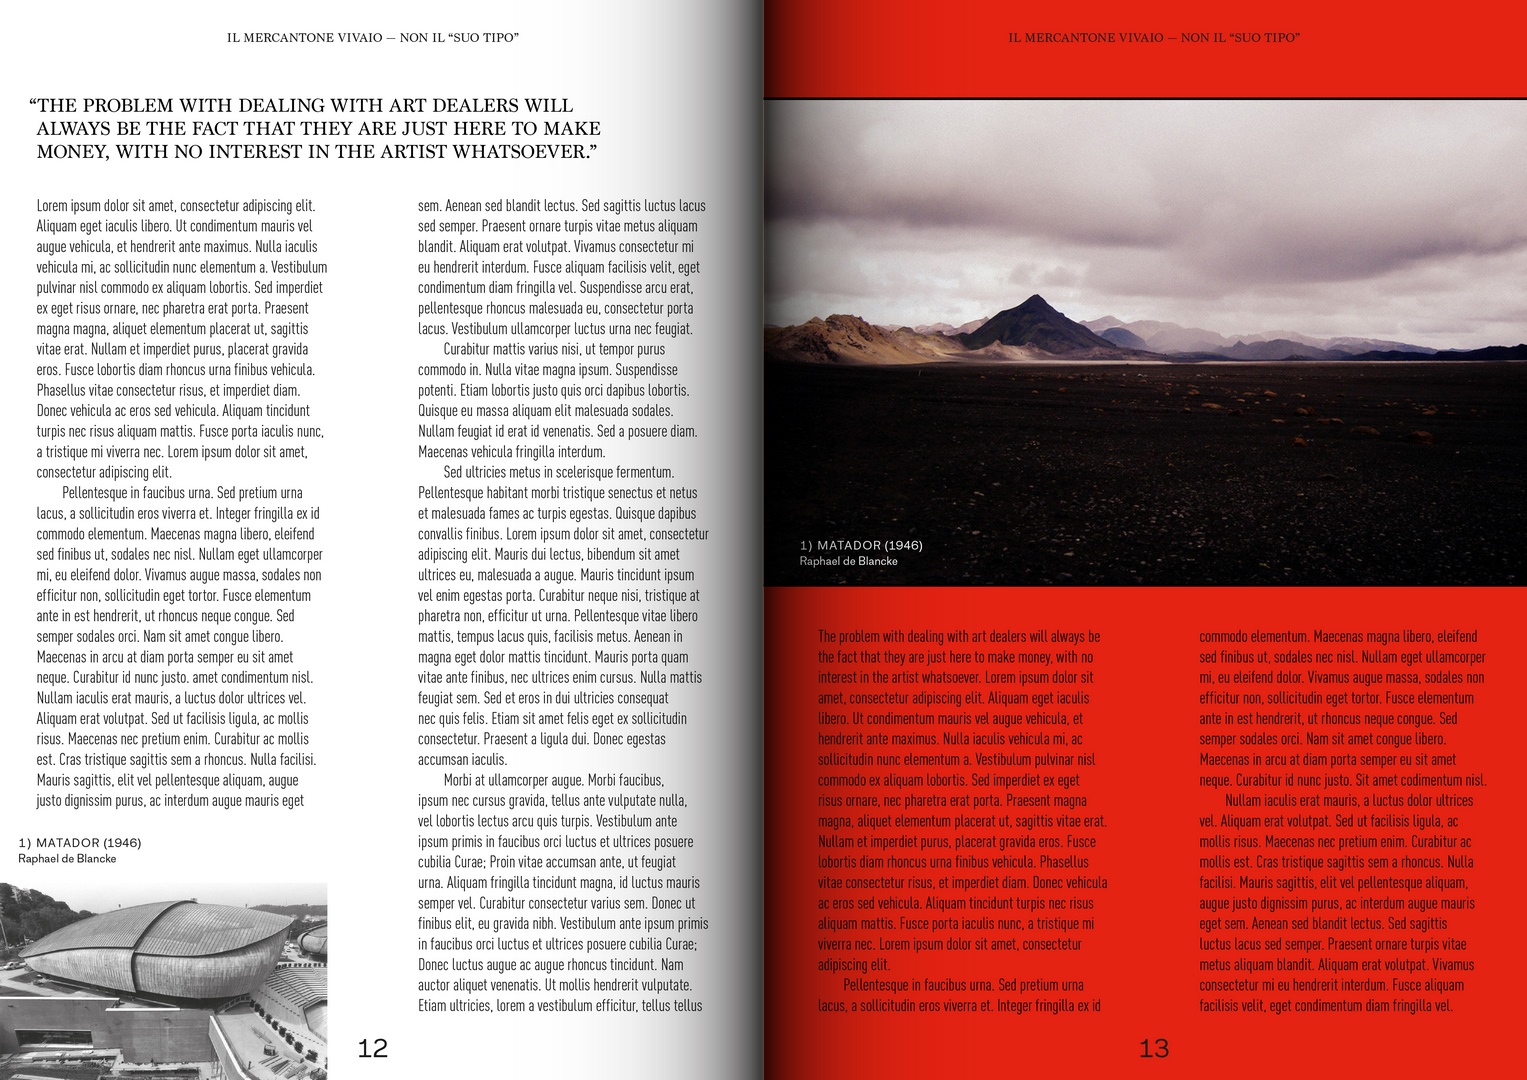 IL MERCANTONE VIVAIO — NON IL “SUO TIPO”
“THE PROBLEM WITH DEALING WITH ART DEALERS WILL
ALWAYS BE THE FACT THAT THEY ARE JUST HERE TO MAKE
MONEY, WITH NO INTEREST IN THE ARTIST WHATSOEVER.”
Lorem ipsum dolor sit amet, consectetur adipiscing elit.
Aliquam eget iaculis libero. Ut condimentum mauris vel
augue vehicula, et hendrerit ante maximus. Nulla iaculis
vehicula mi, ac sollicitudin nunc elementum a. Vestibulum
pulvinar nisl commodo ex aliquam lobortis. Sed imperdiet
ex eget risus ornare, nec pharetra erat porta. Praesent
magna magna, aliquet elementum placerat ut, sagittis
vitae erat. Nullam et imperdiet purus, placerat gravida
eros. Fusce lobortis diam rhoncus urna finibus vehicula.
Phasellus vitae consectetur risus, et imperdiet diam.
Donec vehicula ac eros sed vehicula. Aliquam tincidunt
turpis nec risus aliquam mattis. Fusce porta iaculis nunc,
a tristique mi viverra nec. Lorem ipsum dolor sit amet,
consectetur adipiscing elit.
Pellentesque in faucibus urna. Sed pretium urna
lacus, a sollicitudin eros viverra et. Integer fringilla ex id
commodo elementum. Maecenas magna libero, eleifend
sed finibus ut, sodales nec nisl. Nullam eget ullamcorper
mi, eu eleifend dolor. Vivamus augue massa, sodales non
efficitur non, sollicitudin eget tortor. Fusce elementum
ante in est hendrerit, ut rhoncus neque congue. Sed
semper sodales orci. Nam sit amet congue libero.
Maecenas in arcu at diam porta semper eu sit amet
neque. Curabitur id nunc justo. amet condimentum nisl.
Nullam iaculis erat mauris, a luctus dolor ultrices vel.
Aliquam erat volutpat. Sed ut facilisis ligula, ac mollis
risus. Maecenas nec pretium enim. Curabitur ac mollis
est. Cras tristique sagittis sem a rhoncus. Nulla facilisi.
Mauris sagittis, elit vel pellentesque aliquam, augue
justo dignissim purus, ac interdum augue mauris eget
1) MATADOR (1946)
Raphael de Blancke
sem. Aenean sed blandit lectus. Sed sagittis luctus lacus
sed semper. Praesent ornare turpis vitae metus aliquam
blandit. Aliquam erat volutpat. Vivamus consectetur mi
eu hendrerit interdum. Fusce aliquam facilisis velit, eget
condimentum diam fringilla vel. Suspendisse arcu erat,
pellentesque rhoncus malesuada eu, consectetur porta
lacus. Vestibulum ullamcorper luctus urna nec feugiat.
Curabitur mattis varius nisi, ut tempor purus
commodo in. Nulla vitae magna ipsum. Suspendisse
potenti. Etiam lobortis justo quis orci dapibus lobortis.
Quisque eu massa aliquam elit malesuada sodales.
Nullam feugiat id erat id venenatis. Sed a posuere diam.
Maecenas vehicula fringilla interdum.
Sed ultricies metus in scelerisque fermentum.
Pellentesque habitant morbi tristique senectus et netus
et malesuada fames ac turpis egestas. Quisque dapibus
convallis finibus. Lorem ipsum dolor sit amet, consectetur
adipiscing elit. Mauris dui lectus, bibendum sit amet
ultrices eu, malesuada a augue. Mauris tincidunt ipsum
vel enim egestas porta. Curabitur neque nisi, tristique at
pharetra non, efficitur ut urna. Pellentesque vitae libero
mattis, tempus lacus quis, facilisis metus. Aenean in
magna eget dolor mattis tincidunt. Mauris porta quam
vitae ante finibus, nec ultrices enim cursus. Nulla mattis
feugiat sem. Sed et eros in dui ultricies consequat
nec quis felis. Etiam sit amet felis eget ex sollicitudin
consectetur. Praesent a ligula dui. Donec egestas
accumsan iaculis.
Morbi at ullamcorper augue. Morbi faucibus,
ipsum nec cursus gravida, tellus ante vulputate nulla,
vel lobortis lectus arcu quis turpis. Vestibulum ante
ipsum primis in faucibus orci luctus et ultrices posuere
cubilia Curae; Proin vitae accumsan ante, ut feugiat
urna. Aliquam fringilla tincidunt magna, id luctus mauris
semper vel. Curabitur consectetur varius sem. Donec ut
finibus elit, eu gravida nibh. Vestibulum ante ipsum primis
in faucibus orci luctus et ultrices posuere cubilia Curae;
Donec luctus augue ac augue rhoncus tincidunt. Nam
auctor aliquet venenatis. Ut mollis hendrerit vulputate.
Etiam ultricies, lorem a vestibulum efficitur, tellus tellus
12
IL MERCANTONE VIVAIO — NON IL “SUO TIPO”
1) MATADOR (1946)
Raphael de Blancke
The problem with dealing with art dealers will always be
the fact that they are just here to make money, with no
interest in the artist whatsoever. Lorem ipsum dolor sit
amet, consectetur adipiscing elit. Aliquam eget iaculis
libero. Ut condimentum mauris vel augue vehicula, et
hendrerit ante maximus. Nulla iaculis vehicula mi, ac
sollicitudin nunc elementum a. Vestibulum pulvinar nisl
commodo ex aliquam lobortis. Sed imperdiet ex eget
risus ornare, nec pharetra erat porta. Praesent magna
magna, aliquet elementum placerat ut, sagittis vitae erat.
Nullam et imperdiet purus, placerat gravida eros. Fusce
lobortis diam rhoncus urna finibus vehicula. Phasellus
vitae consectetur risus, et imperdiet diam. Donec vehicula
ac eros sed vehicula. Aliquam tincidunt turpis nec risus
aliquam mattis. Fusce porta iaculis nunc, a tristique mi
viverra nec. Lorem ipsum dolor sit amet, consectetur
adipiscing elit.
Pellentesque in faucibus urna. Sed pretium urna
lacus, a sollicitudin eros viverra et. Integer fringilla ex id
commodo elementum. Maecenas magna libero, eleifend
sed finibus ut, sodales nec nisl. Nullam eget ullamcorper
mi, eu eleifend dolor. Vivamus augue massa, sodales non
efficitur non, sollicitudin eget tortor. Fusce elementum
ante in est hendrerit, ut rhoncus neque congue. Sed
semper sodales orci. Nam sit amet congue libero.
Maecenas in arcu at diam porta semper eu sit amet
neque. Curabitur id nunc justo. Sit amet codimentum nisl.
Nullam iaculis erat mauris, a luctus dolor ultrices
vel. Aliquam erat volutpat. Sed ut facilisis ligula, ac
mollis risus. Maecenas nec pretium enim. Curabitur ac
mollis est. Cras tristique sagittis sem a rhoncus. Nulla
facilisi. Mauris sagittis, elit vel pellentesque aliquam,
augue justo dignissim purus, ac interdum augue mauris
eget sem. Aenean sed blandit lectus. Sed sagittis
luctus lacus sed semper. Praesent ornare turpis vitae
metus aliquam blandit. Aliquam erat volutpat. Vivamus
consectetur mi eu hendrerit interdum. Fusce aliquam
facilisis velit, eget condimentum diam fringilla vel.
13